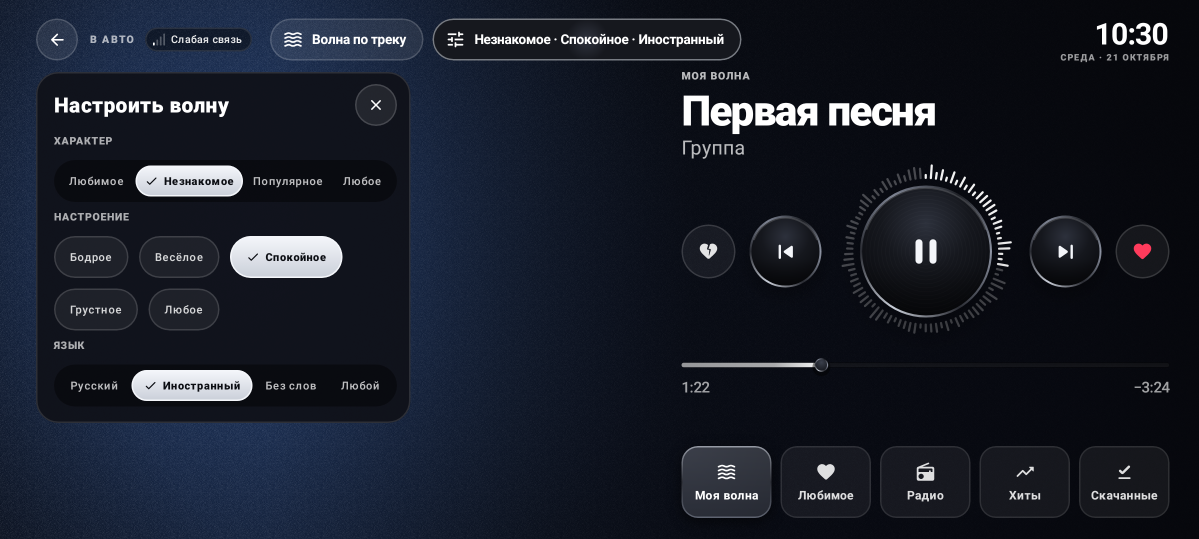 В АВТО
Слабая связь
Волна по треку
Незнакомое · Спокойное · Иностранный
10:30
СРЕДА · 21 ОКТЯБРЯ
Настроить волну
ХАРАКТЕР
Любимое Незнакомое Популярное Любое
НАСТРОЕНИЕ
Бодрое Весёлое Спокойное
Грустное Любое
ЯЗЫК
Русский Иностранный Без слов Любой
МОЯ ВОЛНА
Первая песня
Группа
1:22 −3:24
Моя волна Любимое Радио Хиты Скачанные